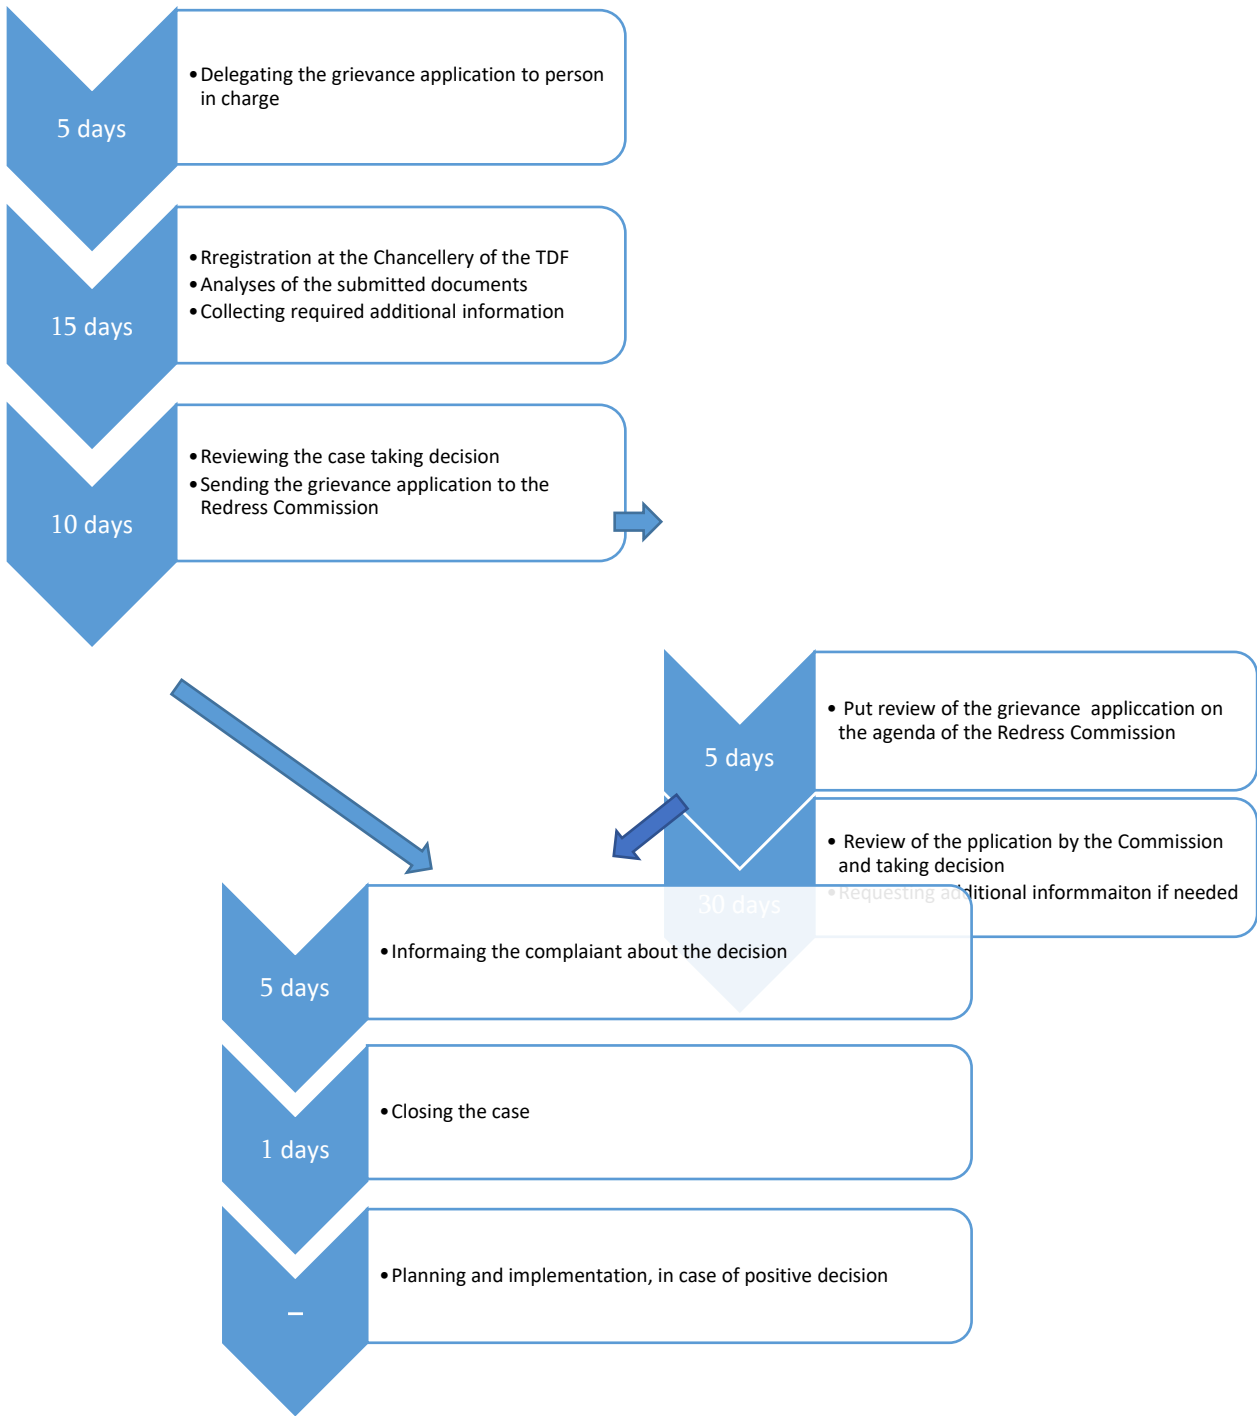 5 days
•Delegating the grievance application to person
in charge
15 days
•Rregistration at the Chancellery of the TDF
•Analyses of the submitted documents
•Collecting required additional information
10 days
•Reviewing the case taking decision
•Sending the grievance application to the
Redress Commission
5 days
• Put review of the grievance appliccation on
the agenda of the Redress Commission
30 days
• Review of the pplication by the Commission
and taking decision
•Requesting additional informmaiton if needed
5 days
•Informaing the complaiant about the decision
1 days
•Closing the case
–
•Planning and implementation, in case of positive decision